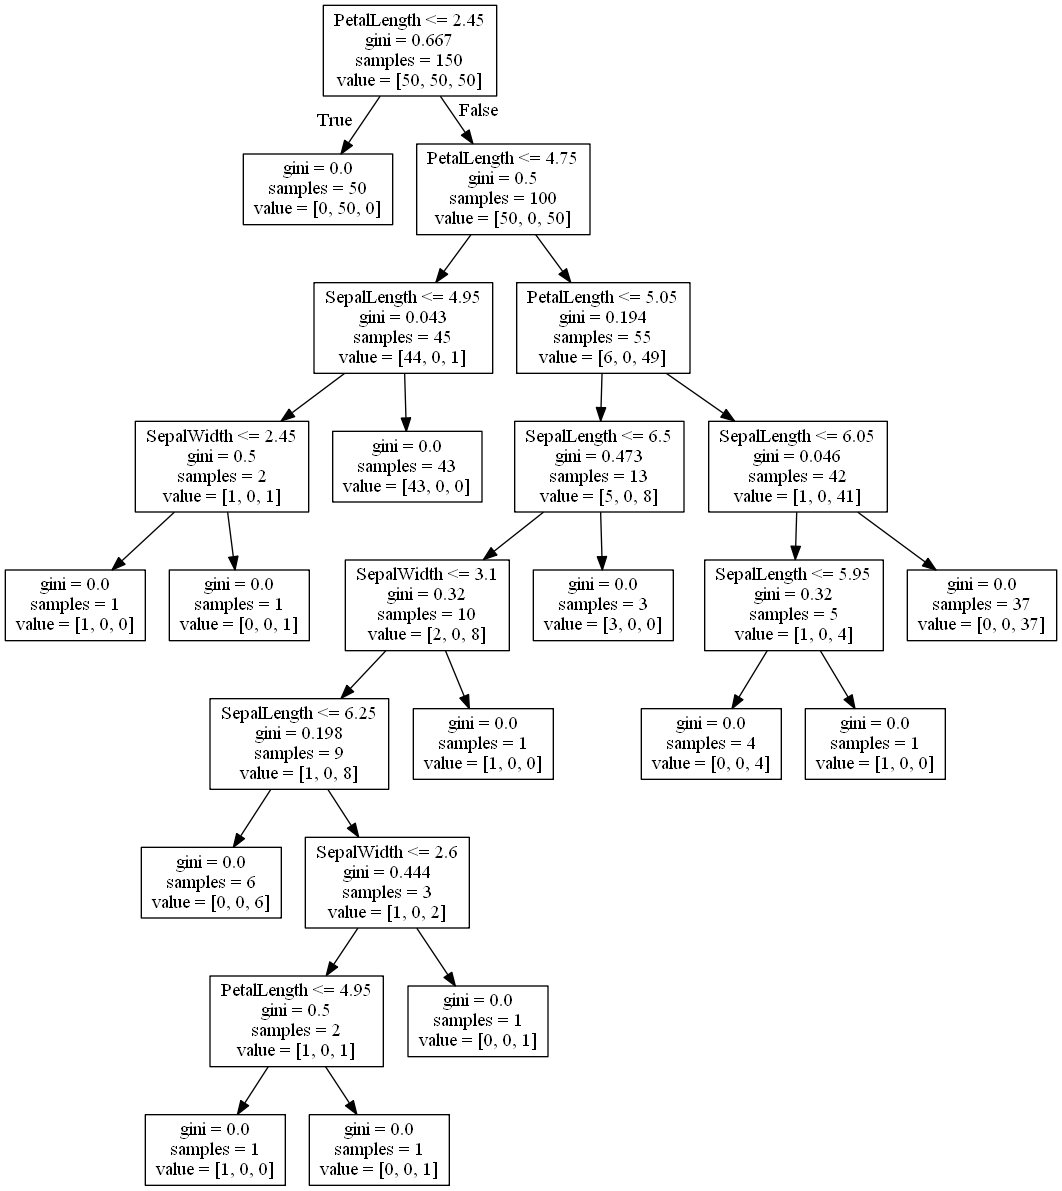 PetalLength <= 2.45
gini = 0.667
samples = 150
value = [50, 50, 50]
True
False
gini = 0.0
samples = 50
value = [0, 50, 0]
PetalLength <= 4.75
gini = 0.5
samples = 100
value = [50, 0, 50]
SepalLength <= 4.95
gini = 0.043
samples = 45
value = [44, 0, 1]
PetalLength <= 5.05
gini = 0.194
samples = 55
value = [6, 0, 49]
SepalWidth <= 2.45
gini = 0.5
samples = 2
value = [1, 0, 1]
gini = 0.0
samples = 43
value = [43, 0, 0]
SepalLength <= 6.5
gini = 0.473
samples = 13
value = [5, 0, 8]
SepalLength <= 6.05
gini = 0.046
samples = 42
value = [1, 0, 41]
gini = 0.0
samples = 1
value = [1, 0, 0]
gini = 0.0
samples = 1
value = [0, 0, 1]
SepalWidth <= 3.1
gini = 0.32
samples = 10
value = [2, 0, 8]
gini = 0.0
samples = 3
value = [3, 0, 0]
SepalLength <= 5.95
gini = 0.32
samples = 5
value = [1, 0, 4]
gini = 0.0
samples = 37
value = [0, 0, 37]
SepalLength <= 6.25
gini = 0.198
samples = 9
value = [1, 0, 8]
gini = 0.0
samples = 1
value = [1, 0, 0]
gini = 0.0
samples = 4
value = [0, 0, 4]
gini = 0.0
samples = 1
value = [1, 0, 0]
gini = 0.0
samples = 6
value = [0, 0, 6]
SepalWidth <= 2.6
gini = 0.444
samples = 3
value = [1, 0, 2]
PetalLength <= 4.95
gini = 0.5
samples = 2
value = [1, 0, 1]
gini = 0.0
samples = 1
value = [0, 0, 1]
gini = 0.0
samples = 1
value = [1, 0, 0]
gini = 0.0
samples = 1
value = [0, 0, 1]